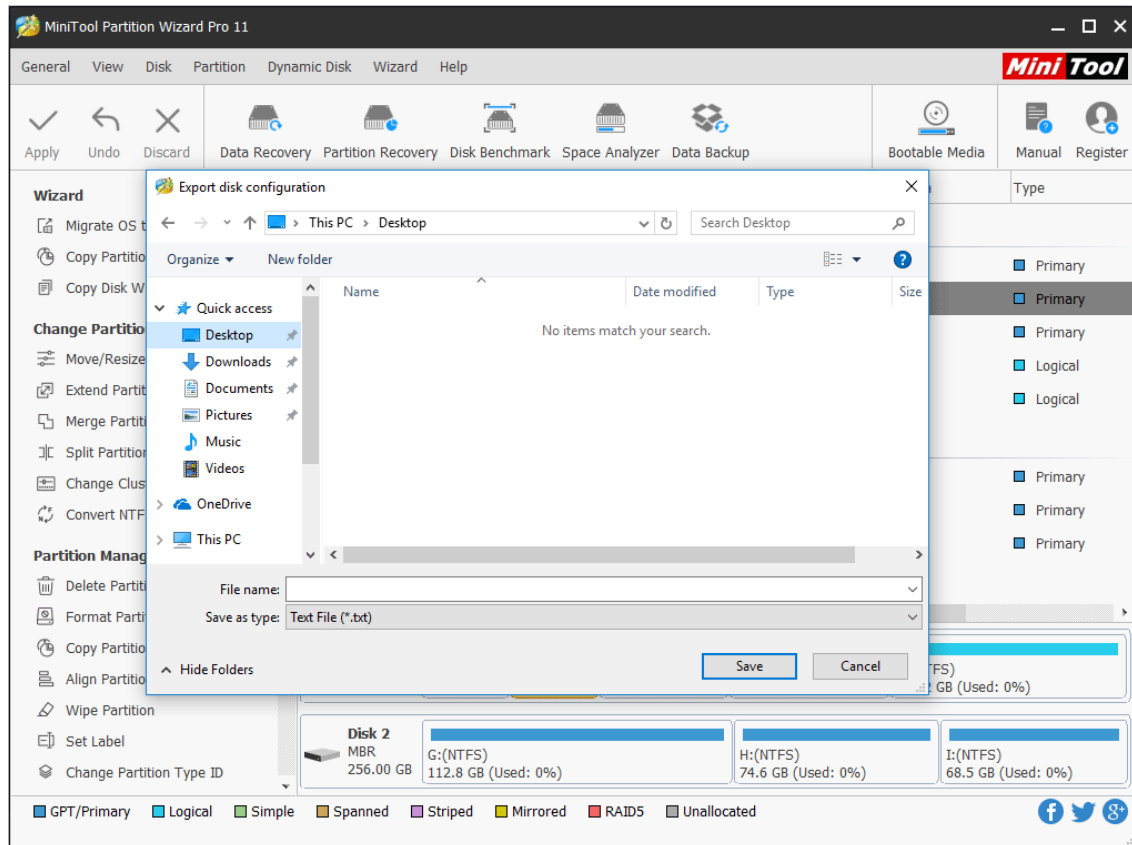 MiniTool Partition Wizard Pro 11
General View Disk Partition Dynamic Disk Wizard Help
Mini Tool
Apply Undo Discard Data Recovery Partition Recovery Disk Benchmark Space Analyzer Data Backup Bootable Media Manual Register
Wizard
Migrate OS t
Copy Partitio
Copy Disk W
Change Partitio
Move/Resize
Extend Partit
Merge Partiti
Split Partition
Change Clus
Convert NTF
Partition Manag
Delete Partiti
Format Parti
Copy Partitio
Align Partitio
Wipe Partition
Set Label
Change Partition Type ID
Export disk configuration
This PC > Desktop
Search Desktop
Organize New folder
Name Date modified Type Size
No items match your search.
Quick access
Desktop
Downloads
Documents
Pictures
Music
Videos
OneDrive
This PC
File name:
Save as type: Text File (*.txt)
Hide Folders
Save Cancel
Type
Primary
Primary
Primary
Logical
Logical
Primary
Primary
Primary
FS)
GB (Used: 0%)
Disk 2
MBR
256.00 GB
G:(NTFS)
112.8 GB (Used: 0%)
H:(NTFS)
74.6 GB (Used: 0%)
I:(NTFS)
68.5 GB (Used: 0%)
GPT/Primary Logical Simple Spanned Striped Mirrored RAID5 Unallocated